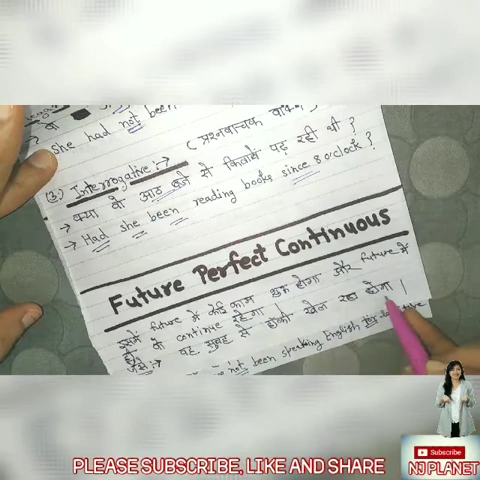 → वो
she had not been
(3.) Interrogative :→ (प्रश्नवाचक
→ क्या वो आठ बजे से किताबें पढ़ रही थी ?
→ Had she been reading books since 8 o'clock ?
Future Perfect Continuous
इसमें future में कोई काम शुरू होगा और future में
ही continue रहेगा
जैसे :→ वह सुबह से हॉकी खेल रहा होगा ।
not been speaking English for
Subscribe
NJ PLANET
PLEASE SUBSCRIBE, LIKE AND SHARE